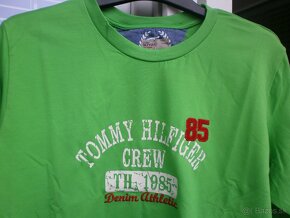 85
TOMMY HILFIGER
CREW
TH. 1985
Denim Athletic